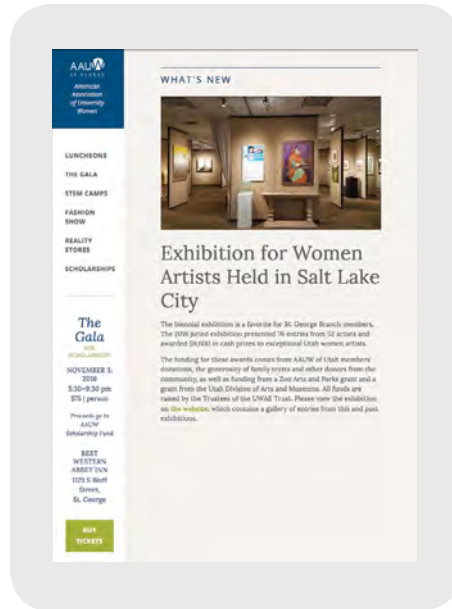 AAUW
ST. GEORGE
American
Association
of University
Women
LUNCHEONS
THE GALA
STEM CAMPS
FASHION
SHOW
REALITY
STORES
SCHOLARSHIPS
The
Gala
FOR
SCHOLARSHIPS
NOVEMBER 3,
2016
5:30–9:30 pm
$75 | person
Proceeds go to
AAUW
Scholarship Fund
BEST
WESTERN
ABBEY INN
1129 S Bluff
Street,
St. George
BUY
TICKETS
WHAT'S NEW
Exhibition for Women
Artists Held in Salt Lake
City
The biennial exhibition is a favorite for St. George Branch members.
The 2016 juried exhibition presented 76 entries from 52 artists and
awarded $9,600 in cash prizes to exceptional Utah women artists.
The funding for these awards comes from AAUW of Utah members'
donations, the generosity of family trusts and other donors from the
community, as well as funding from a Zoo Arts and Parks grant and a
grant from the Utah Division of Arts and Museums. All funds are
raised by the Trustees of the UWAE Trust. Please view the exhibition
on the website, which contains a gallery of entries from this and past
exhibitions.